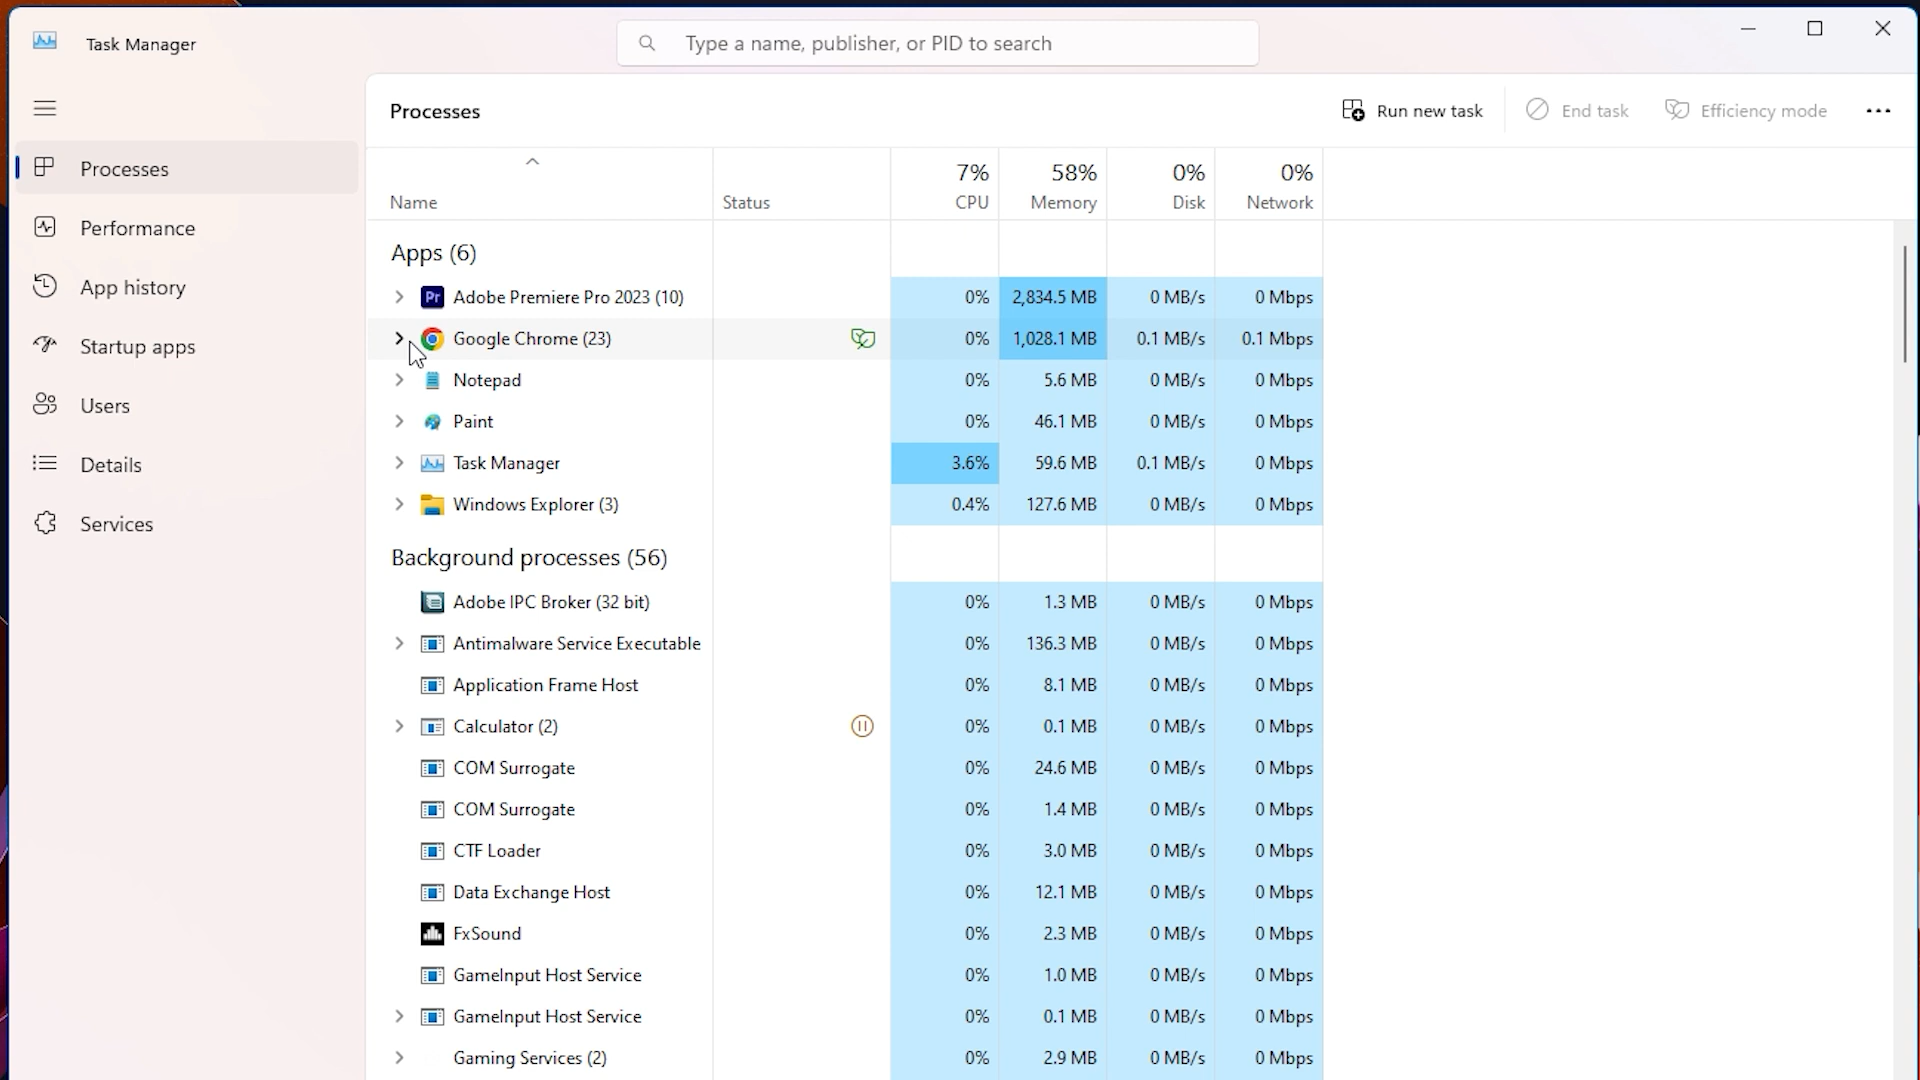 Task Manager
Type a name, publisher, or PID to search
Processes
Run new task
End task
Efficiency mode
Processes
Performance
App history
Startup apps
Users
Details
Services
7% 58% 0% 0%
Name Status CPU Memory Disk Network
Apps (6)
Pr Adobe Premiere Pro 2023 (10) 0% 2,834.5 MB 0 MB/s 0 Mbps
Google Chrome (23) 0% 1,028.1 MB 0.1 MB/s 0.1 Mbps
Notepad 0% 5.6 MB 0 MB/s 0 Mbps
Paint 0% 46.1 MB 0 MB/s 0 Mbps
Task Manager 3.6% 59.6 MB 0.1 MB/s 0 Mbps
Windows Explorer (3) 0.4% 127.6 MB 0 MB/s 0 Mbps
Background processes (56)
Adobe IPC Broker (32 bit) 0% 1.3 MB 0 MB/s 0 Mbps
Antimalware Service Executable 0% 136.3 MB 0 MB/s 0 Mbps
Application Frame Host 0% 8.1 MB 0 MB/s 0 Mbps
Calculator (2) 0% 0.1 MB 0 MB/s 0 Mbps
COM Surrogate 0% 24.6 MB 0 MB/s 0 Mbps
COM Surrogate 0% 1.4 MB 0 MB/s 0 Mbps
CTF Loader 0% 3.0 MB 0 MB/s 0 Mbps
Data Exchange Host 0% 12.1 MB 0 MB/s 0 Mbps
FxSound 0% 2.3 MB 0 MB/s 0 Mbps
GameInput Host Service 0% 1.0 MB 0 MB/s 0 Mbps
GameInput Host Service 0% 0.1 MB 0 MB/s 0 Mbps
Gaming Services (2) 0% 2.9 MB 0 MB/s 0 Mbps